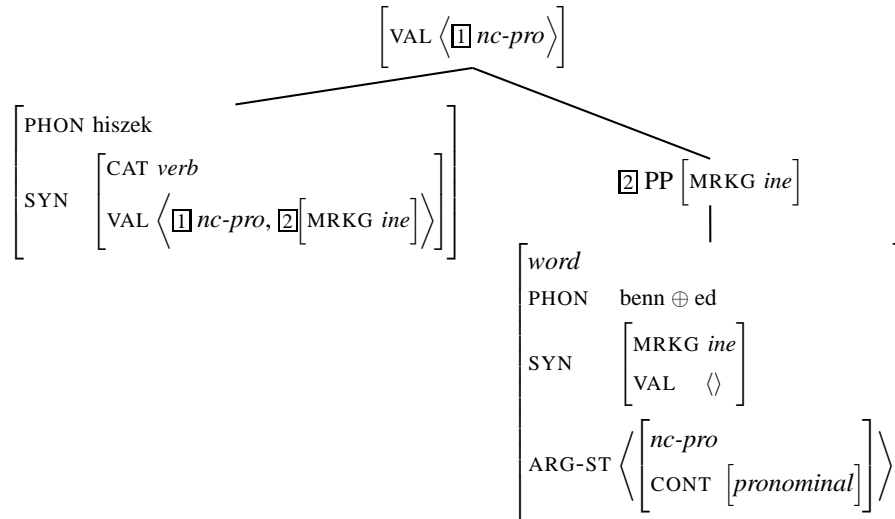 [VAL ⟨[1] nc-pro⟩]
PHON hiszek
SYN [CAT verb
VAL ⟨[1] nc-pro, [2][MRKG ine]⟩]
[2] PP [MRKG ine]
word
PHON benn ⊕ ed
SYN [MRKG ine
VAL ⟨⟩]
ARG-ST ⟨[nc-pro
CONT [pronominal]]⟩